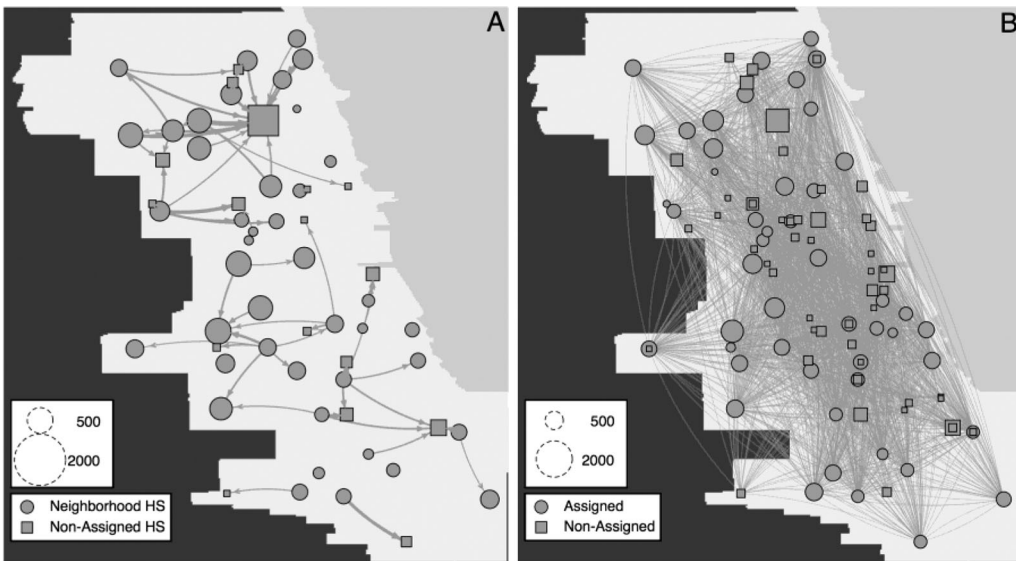 A
500
2000
Neighborhood HS
Non-Assigned HS
B
500
2000
Assigned
Non-Assigned